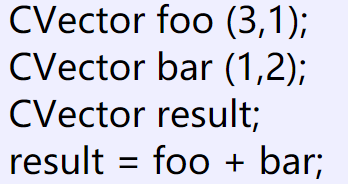 CVector foo (3,1);
CVector bar (1,2);
CVector result;
result = foo + bar;